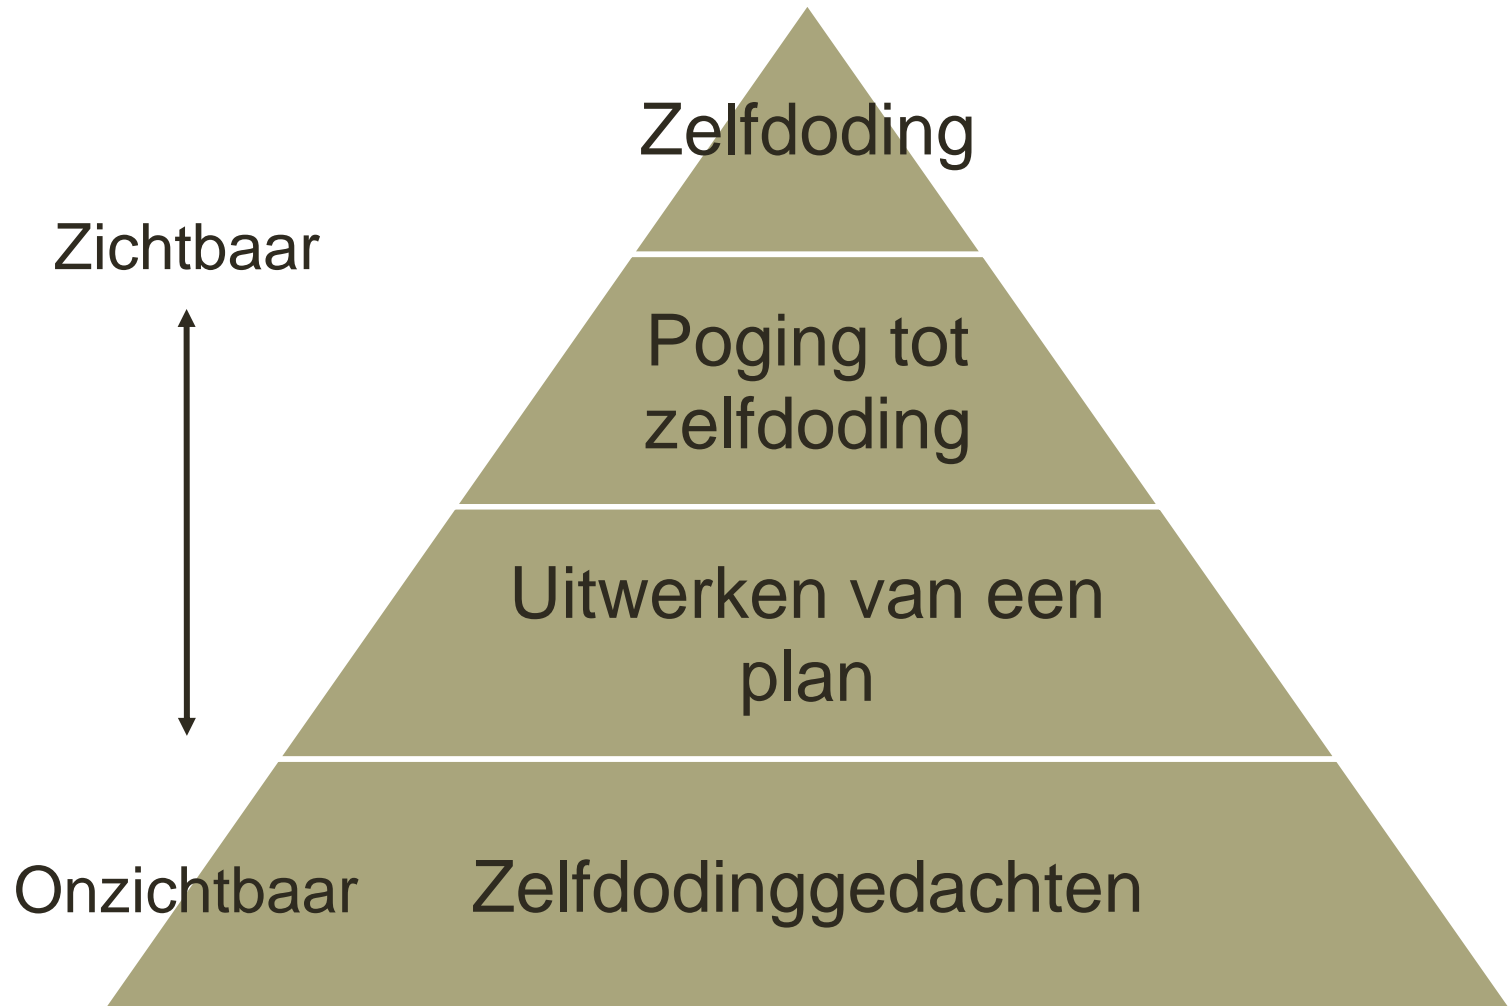 Zelfdoding
Zichtbaar
Poging tot
zelfdoding
Uitwerken van een
plan
Onzichtbaar
Zelfdodinggedachten